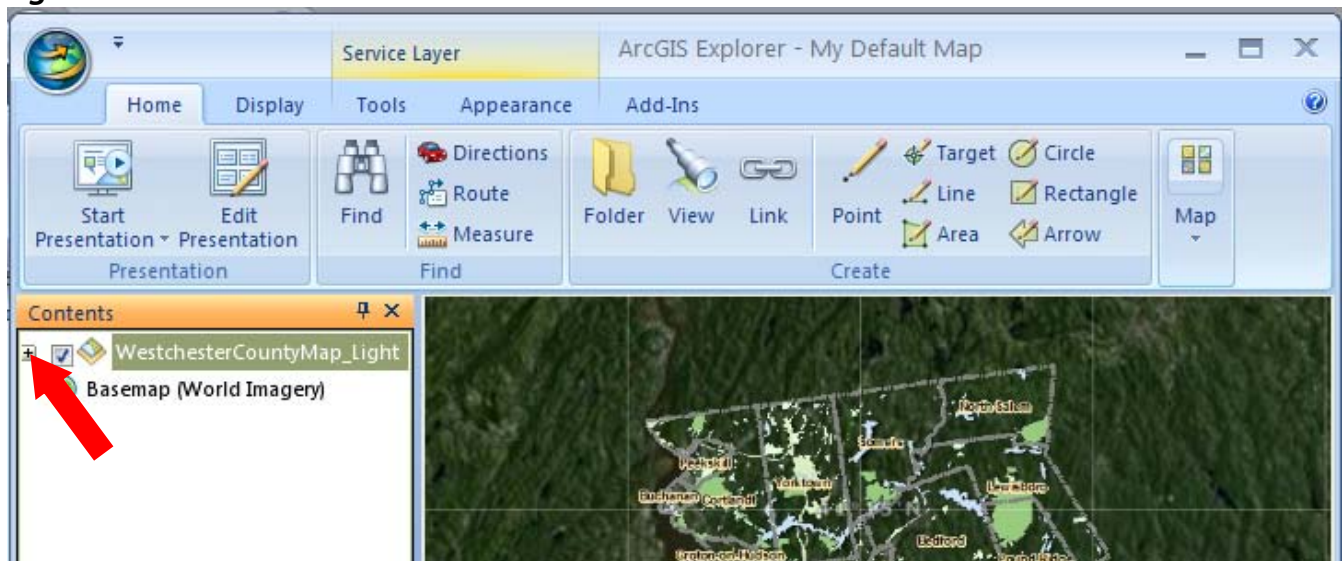 Service Layer
ArcGIS Explorer - My Default Map
Home Display Tools Appearance Add-Ins
Start Presentation
Edit Presentation
Find
Directions
Route
Measure
Folder
View
Link
Point
Target
Line
Area
Circle
Rectangle
Arrow
Map
Presentation
Find
Create
Contents
WestchesterCountyMap_Light
Basemap (World Imagery)
North Salem
Somers
Peekskill
Yorktown
Lewisboro
Buchanan
Cortlandt
Bedford
Croton-on-Hudson
Pound Ridge